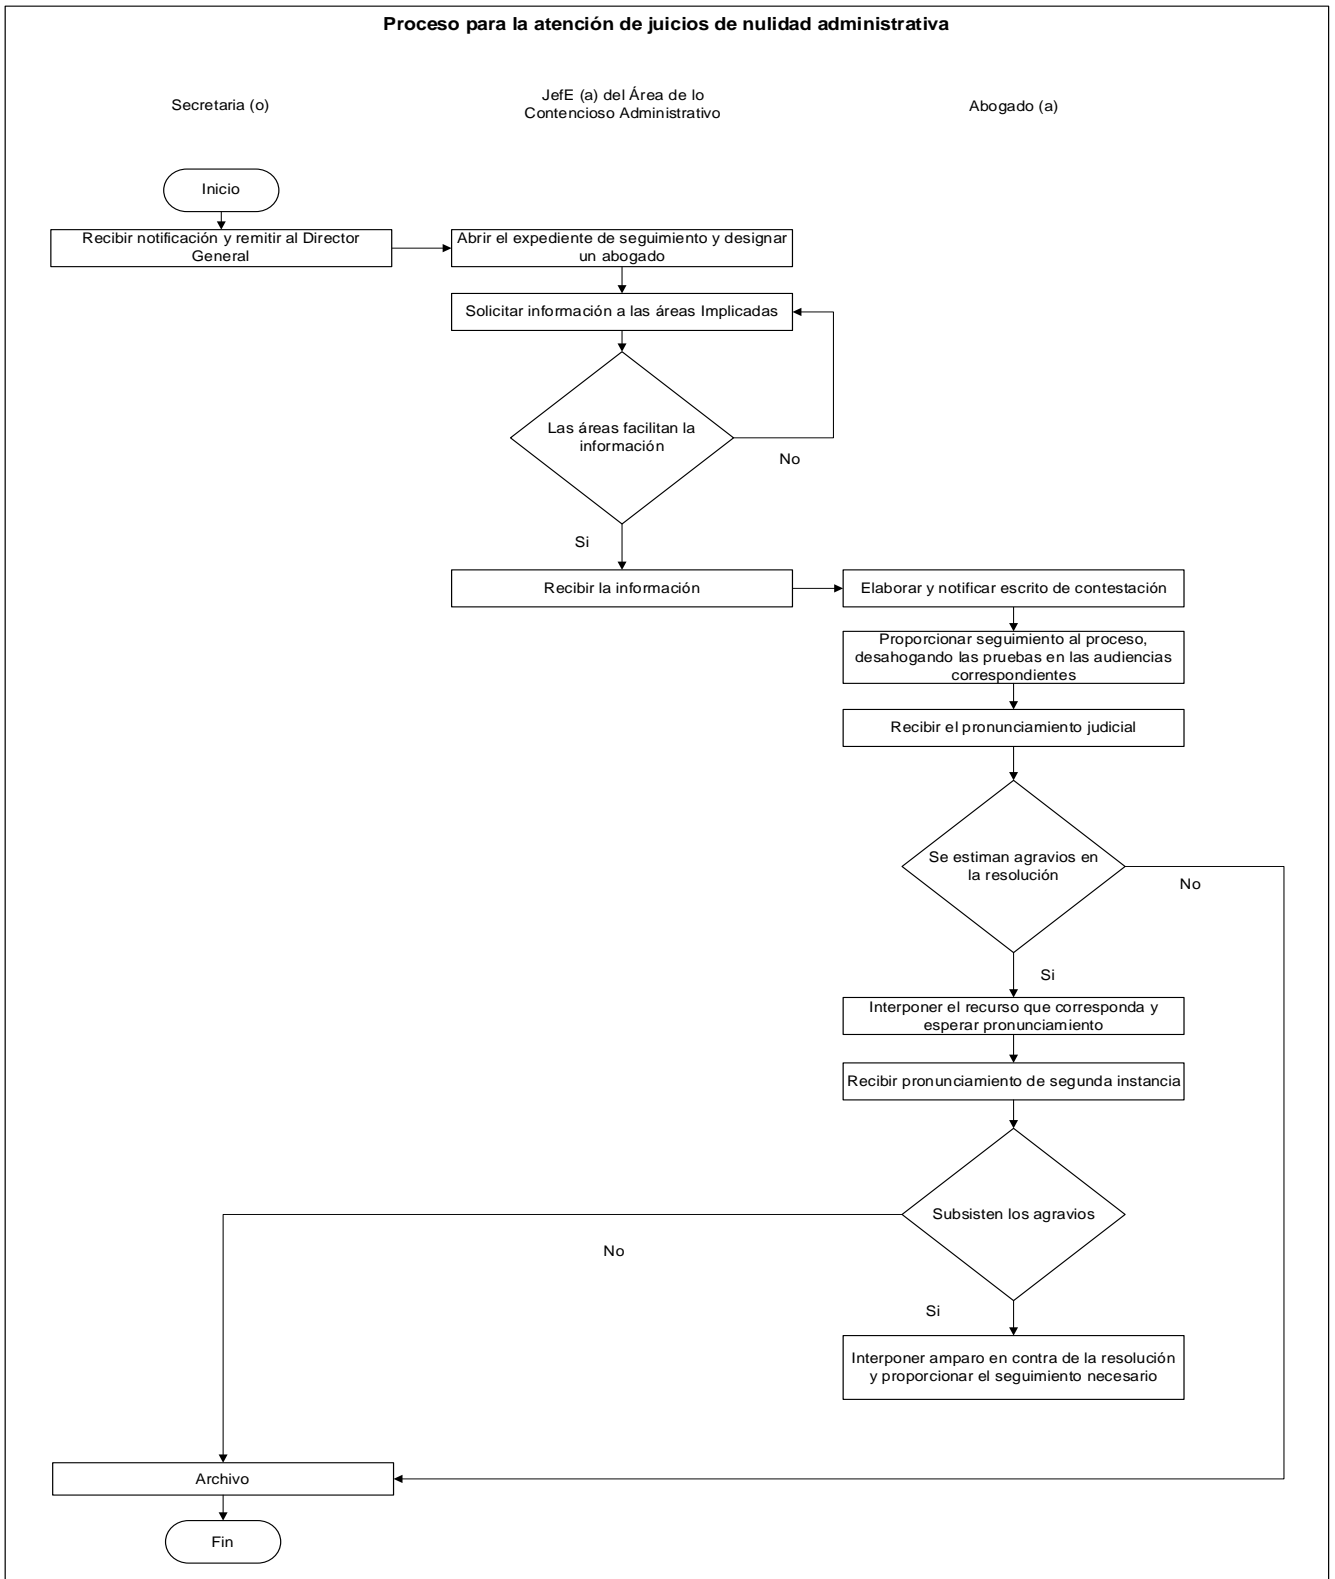 Proceso para la atención de juicios de nulidad administrativa
Secretaria (o)
JefE (a) del Área de lo
Contencioso Administrativo
Abogado (a)
Inicio
Recibir notificación y remitir al Director
General
Abrir el expediente de seguimiento y designar
un abogado
Solicitar información a las áreas Implicadas
Las áreas facilitan la
información
No
Si
Recibir la información
Elaborar y notificar escrito de contestación
Proporcionar seguimiento al proceso,
desahogando las pruebas en las audiencias
correspondientes
Recibir el pronunciamiento judicial
Se estiman agravios en
la resolución
No
Si
Interponer el recurso que corresponda y
esperar pronunciamiento
Recibir pronunciamiento de segunda instancia
Subsisten los agravios
No
Si
Interponer amparo en contra de la resolución
y proporcionar el seguimiento necesario
Archivo
Fin